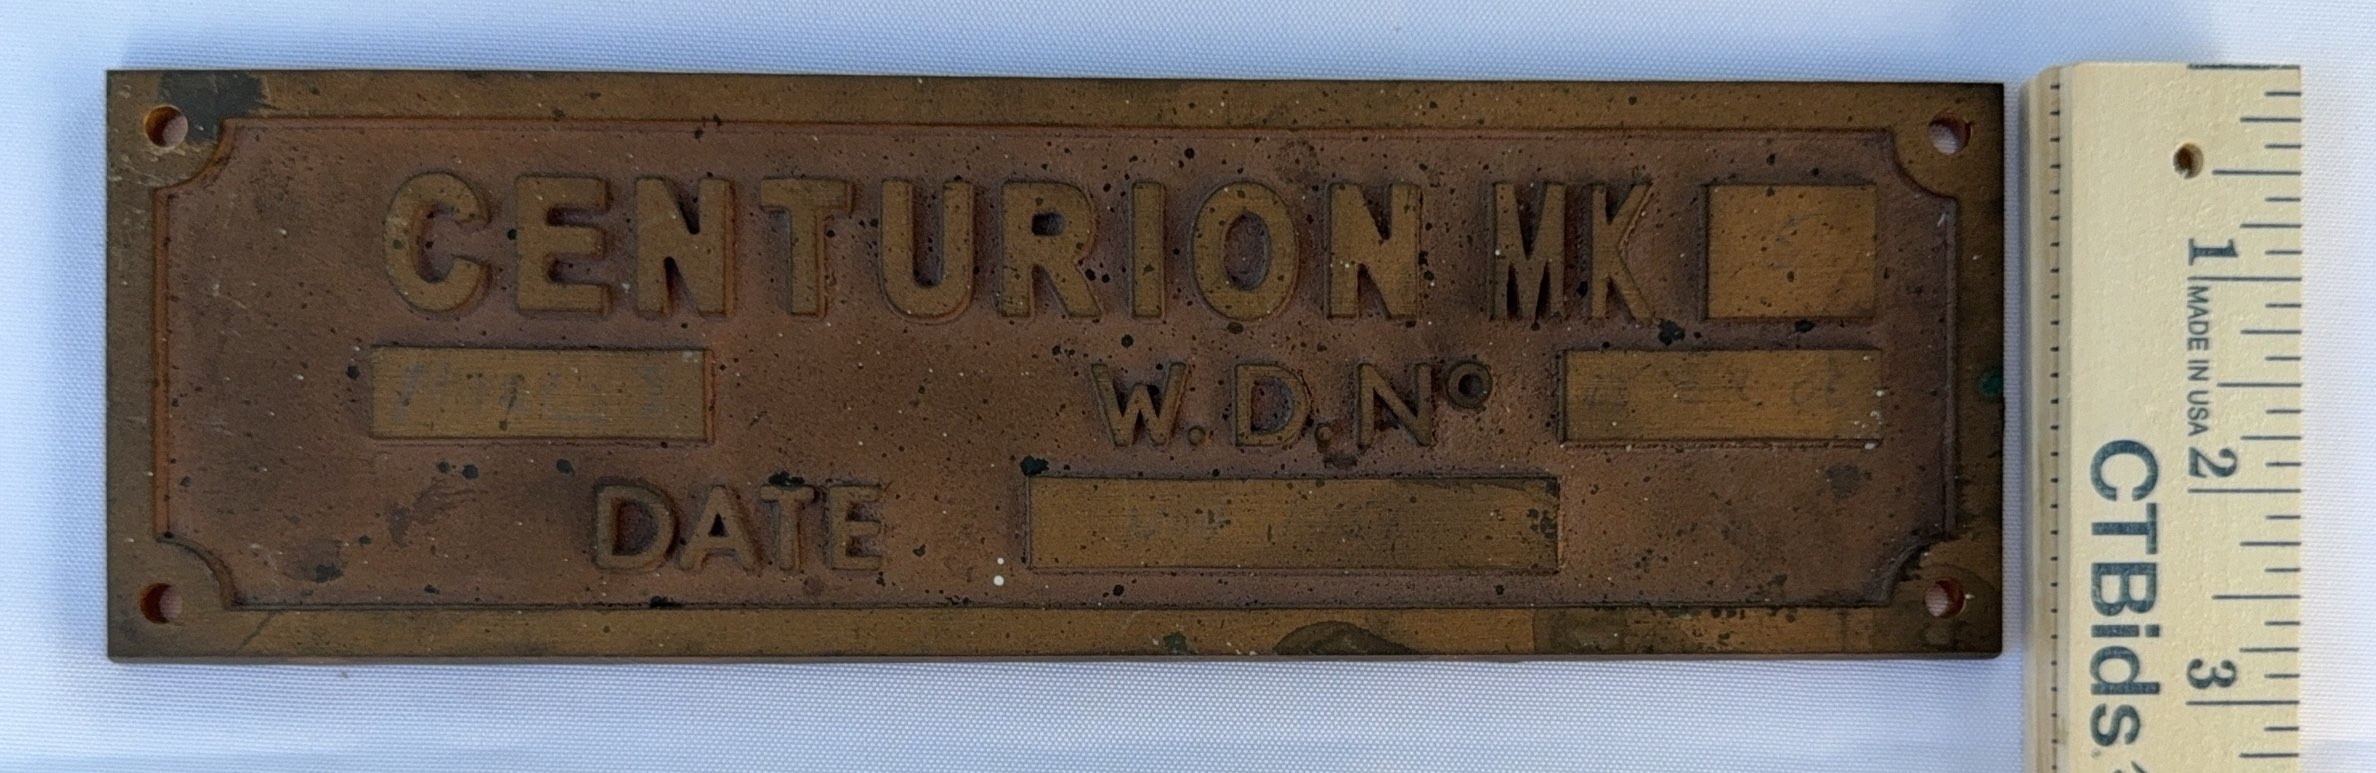 CENTURION MK
W.D.Nº
DATE
1
MADE IN USA
2
3
CTBids